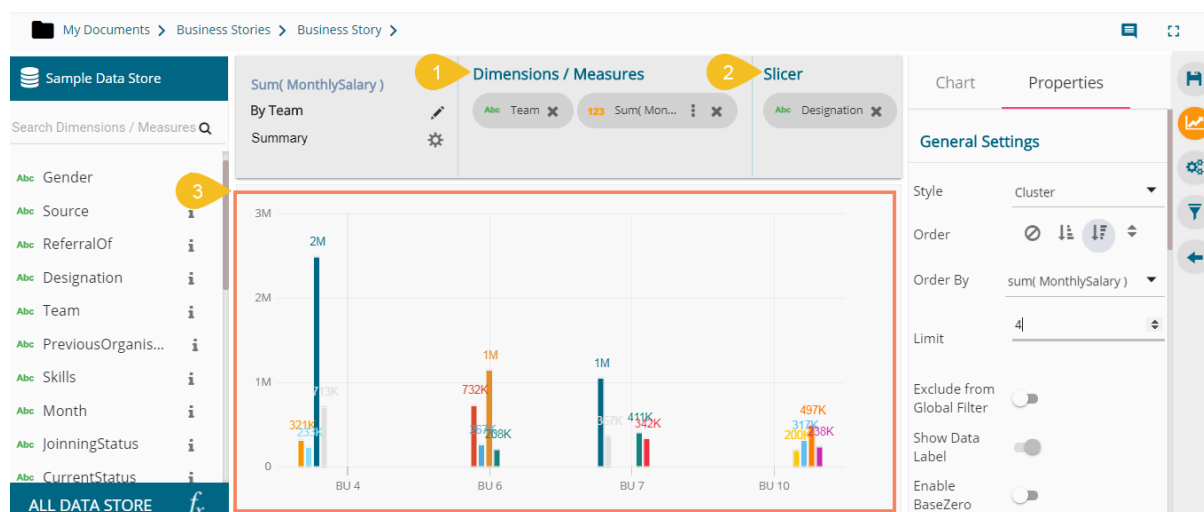 My Documents > Business Stories > Business Story >
Sample Data Store
Search Dimensions / Measures
Abc Gender
Abc Source
Abc ReferralOf
Abc Designation
Abc Team
Abc PreviousOrganis...
Abc Skills
Abc Month
Abc JoinningStatus
Abc CurrentStatus
ALL DATA STORE fx
Sum( MonthlySalary )
By Team
Summary
1
Dimensions / Measures
Abc Team
123 Sum( Mon...
2
Slicer
Abc Designation
3
3M
2M
1M
0
2M
321K
233K
713K
1M
732K
268K
1M
411K
342K
497K
317K
200K
238K
BU 4
BU 6
BU 7
BU 10
Chart
Properties
General Settings
Style
Cluster
Order
Order By
sum( MonthlySalary )
Limit
4
Exclude from
Global Filter
Show Data
Label
Enable
BaseZero